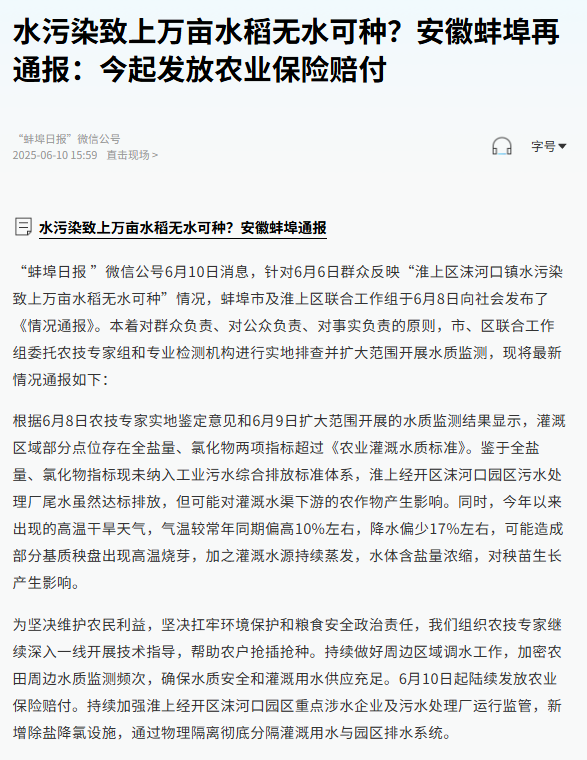 水污染致上万亩水稻无水可种？安徽蚌埠再
通报：今起发放农业保险赔付
“蚌埠日报”微信公号
2025-06-10 15:59 直击现场 >
字号
水污染致上万亩水稻无水可种？安徽蚌埠通报
“蚌埠日报 ”微信公号6月10日消息，针对6月6日群众反映“淮上区沫河口镇水污染
致上万亩水稻无水可种”情况，蚌埠市及淮上区联合工作组于6月8日向社会发布了
《情况通报》。本着对群众负责、对公众负责、对事实负责的原则，市、区联合工作
组委托农技专家组和专业检测机构进行实地排查并扩大范围开展水质监测，现将最新
情况通报如下：
根据6月8日农技专家实地鉴定意见和6月9日扩大范围开展的水质监测结果显示，灌溉
区域部分点位存在全盐量、氯化物两项指标超过《农业灌溉水质标准》。鉴于全盐
量、氯化物指标现未纳入工业污水综合排放标准体系，淮上经开区沫河口园区污水处
理厂尾水虽然达标排放，但可能对灌溉水渠下游的农作物产生影响。同时，今年以来
出现的高温干旱天气，气温较常年同期偏高10%左右，降水偏少17%左右，可能造成
部分基质秧盘出现高温烧芽，加之灌溉水源持续蒸发，水体含盐量浓缩，对秧苗生长
产生影响。
为坚决维护农民利益，坚决扛牢环境保护和粮食安全政治责任，我们组织农技专家继
续深入一线开展技术指导，帮助农户抢插抢种。持续做好周边区域调水工作，加密农
田周边水质监测频次，确保水质安全和灌溉用水供应充足。6月10日起陆续发放农业
保险赔付。持续加强淮上经开区沫河口园区重点涉水企业及污水处理厂运行监管，新
增除盐降氯设施，通过物理隔离彻底分隔灌溉用水与园区排水系统。